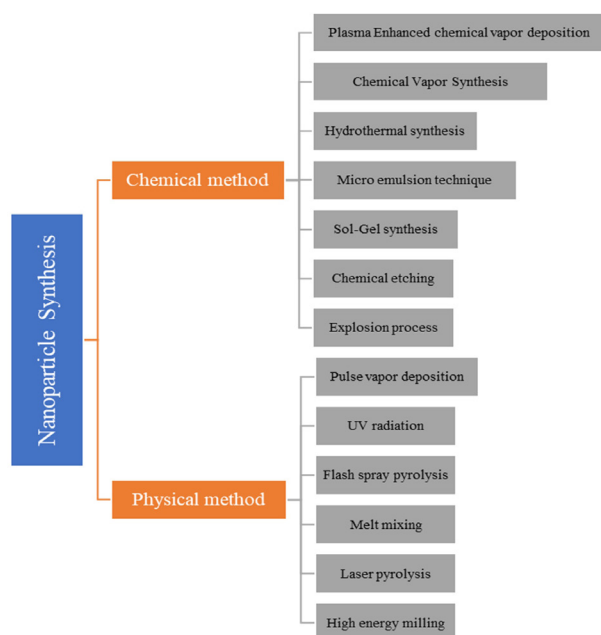 Nanoparticle Synthesis
Chemical method
Plasma Enhanced chemical vapor deposition
Chemical Vapor Synthesis
Hydrothermal synthesis
Micro emulsion technique
Sol-Gel synthesis
Chemical etching
Explosion process
Physical method
Pulse vapor deposition
UV radiation
Flash spray pyrolysis
Melt mixing
Laser pyrolysis
High energy milling